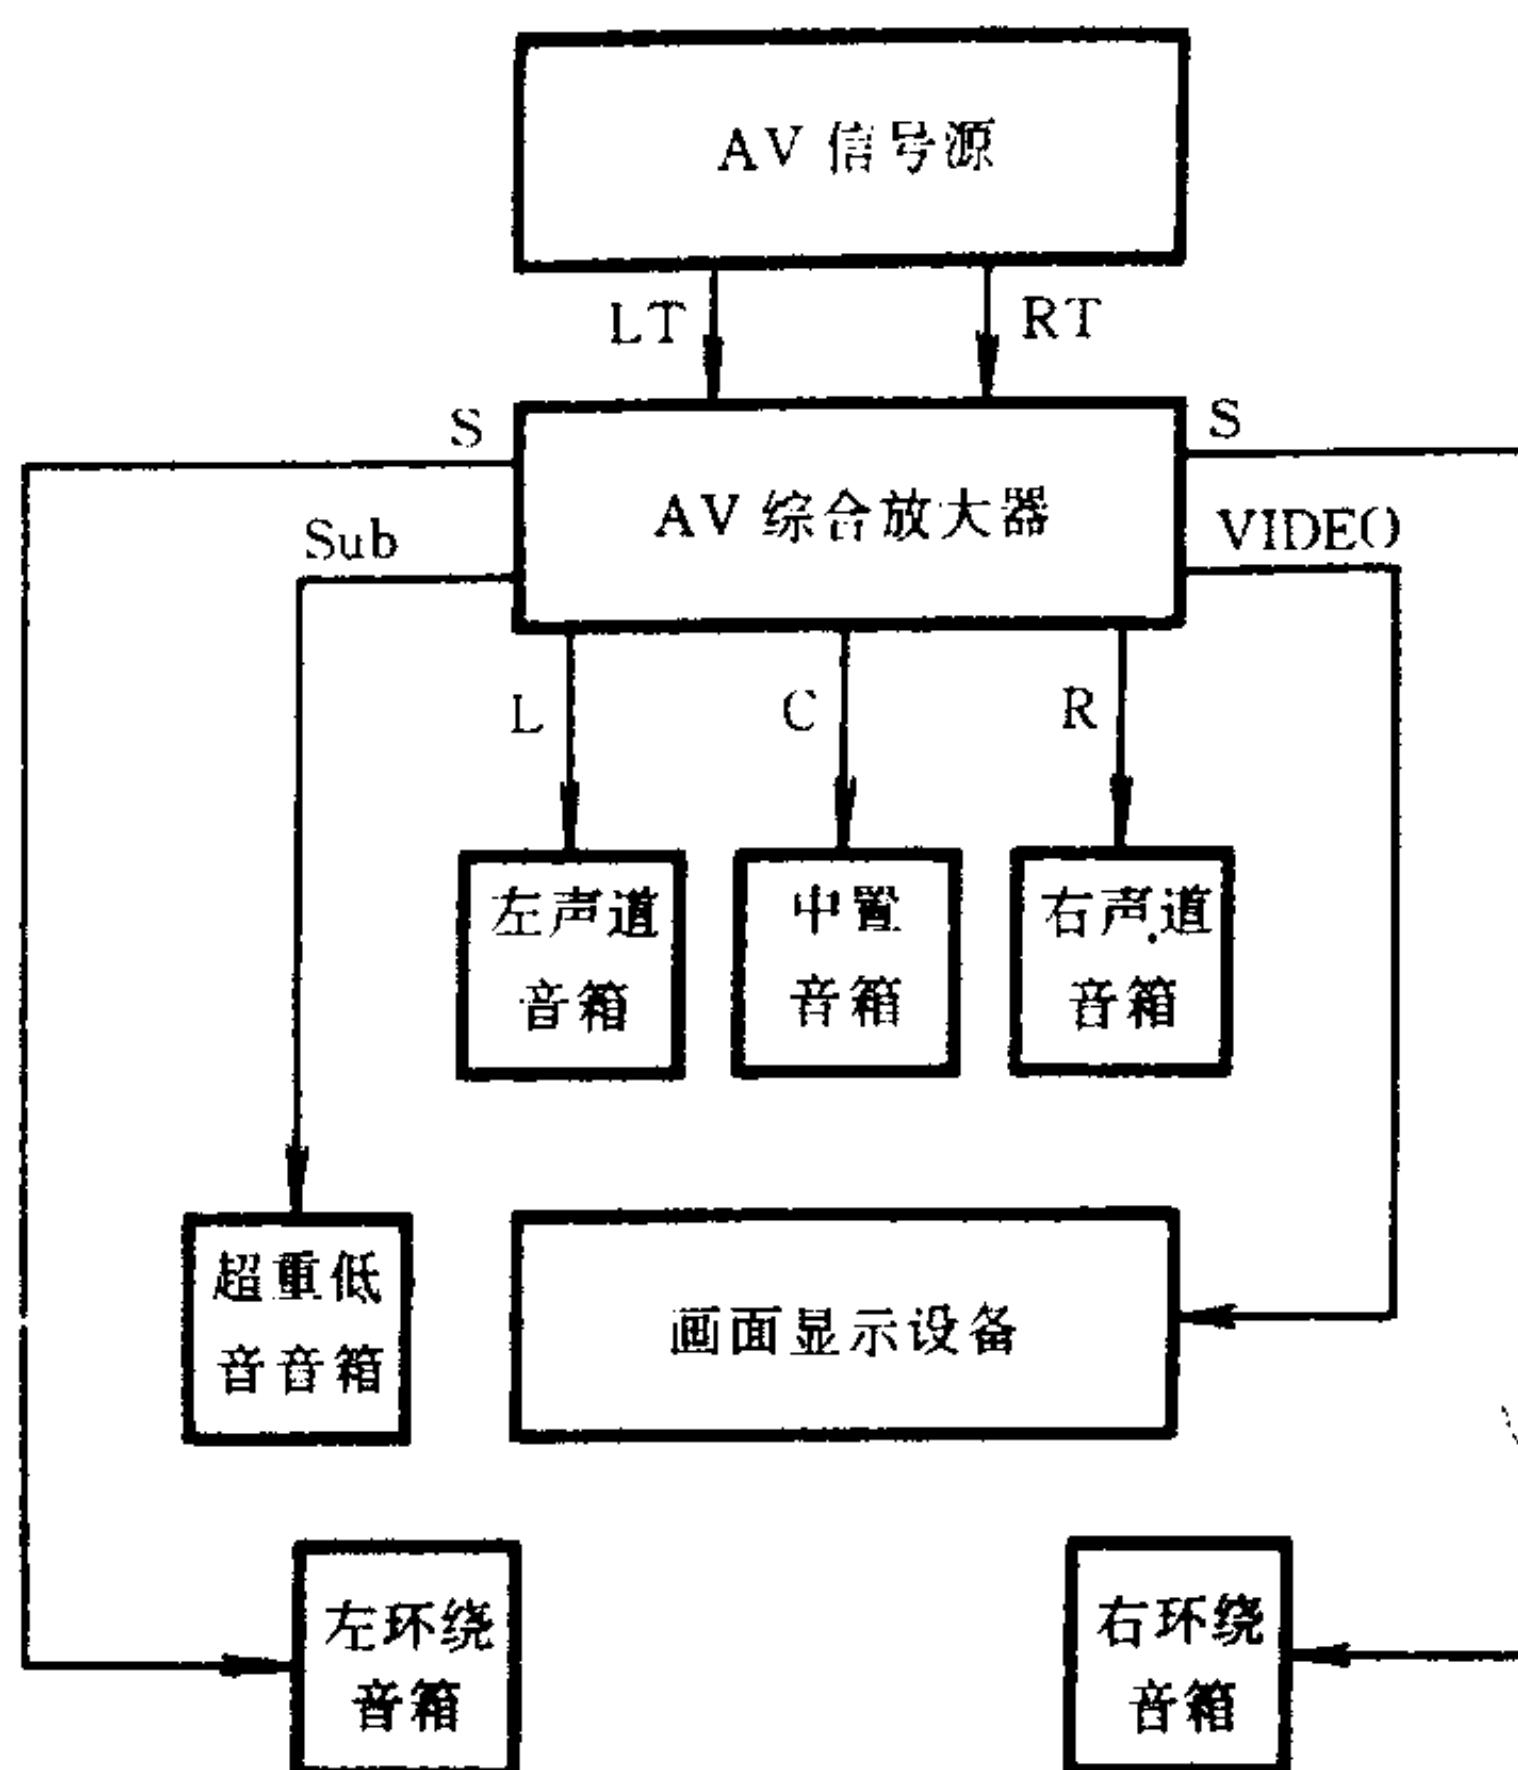 AV 信号源
LT
RT
S
S
AV 综合放大器
Sub
VIDEO
L
C
R
左声道
音箱
中置
音箱
右声道
音箱
超重低
音音箱
画面显示设备
左环绕
音箱
右环绕
音箱